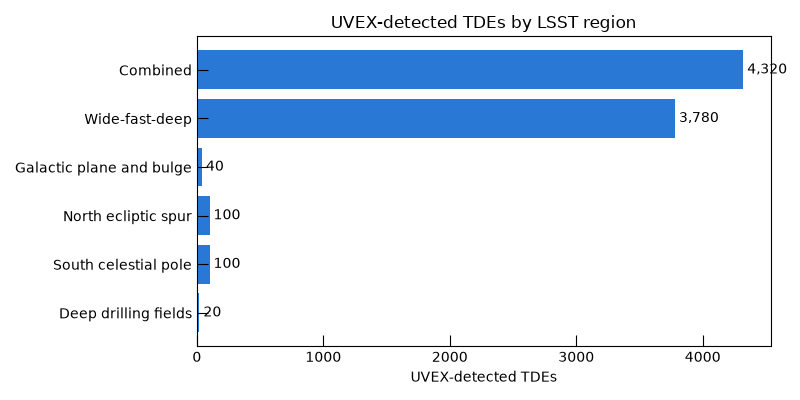 UVEX-detected TDEs by LSST region
Combined 4,320
Wide-fast-deep 3,780
Galactic plane and bulge 40
North ecliptic spur 100
South celestial pole 100
Deep drilling fields 20
0 1000 2000 3000 4000
UVEX-detected TDEs